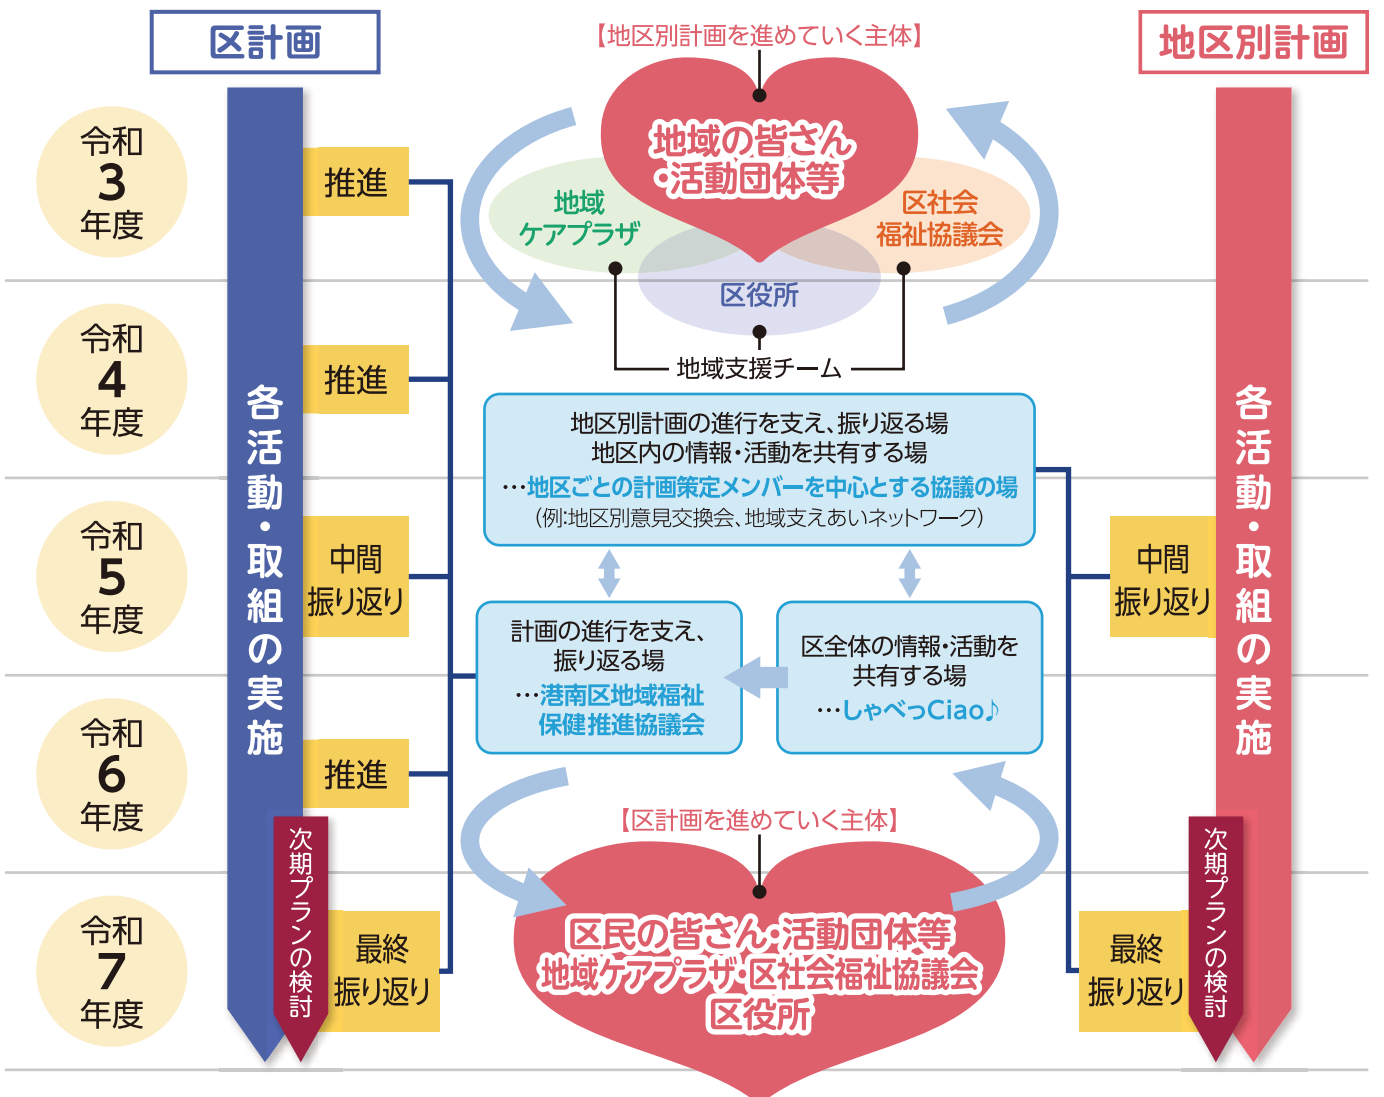 区計画
地区別計画
【地区別計画を進めていく主体】
地域の皆さん
・活動団体等
地域
ケアプラザ
区社会
福祉協議会
区役所
地域支援チーム
令和
3
年度
推進
令和
4
年度
推進
令和
5
年度
中間
振り返り
令和
6
年度
推進
令和
7
年度
最終
振り返り
各活動・取組の実施
次期プランの検討
地区別計画の進行を支え、振り返る場
地区内の情報・活動を共有する場
…地区ごとの計画策定メンバーを中心とする協議の場
（例：地区別意見交換会、地域支えあいネットワーク）
計画の進行を支え、
振り返る場
…港南区地域福祉
保健推進協議会
区全体の情報・活動を
共有する場
…しゃべっCiao♪
【区計画を進めていく主体】
区民の皆さん・活動団体等
地域ケアプラザ・区社会福祉協議会
区役所
中間
振り返り
最終
振り返り
各活動・取組の実施
次期プランの検討